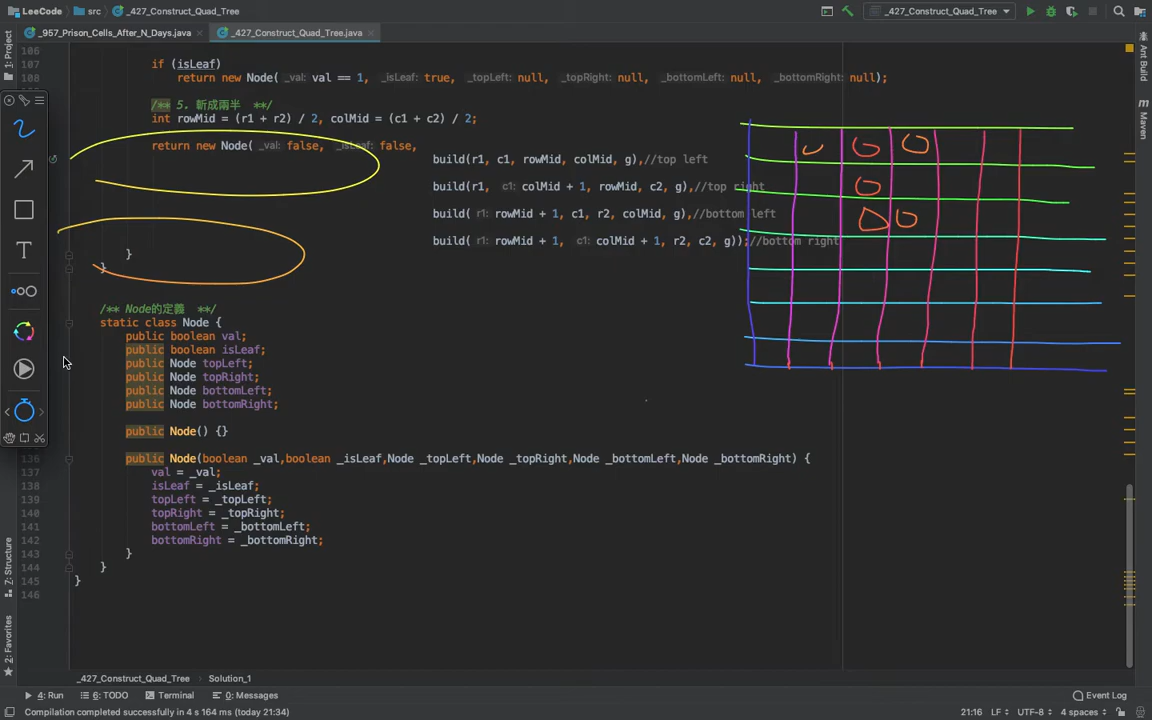 LeeCode src _427_Construct_Quad_Tree _427_Construct_Quad_Tree
_957_Prison_Cells_After_N_Days.java _427_Construct_Quad_Tree.java
1: Project
Ant Build
Maven
106
107 if (isLeaf)
108 return new Node( _val: val == 1, _isLeaf: true, _topLeft: null, _topRight: null, _bottomLeft: null, _bottomRight: null);
/** 5. 斬成兩半 **/
int rowMid = (r1 + r2) / 2, colMid = (c1 + c2) / 2;
return new Node( _val: false, _isLeaf: false,
build(r1, c1, rowMid, colMid, g),//top left
build(r1, c1: colMid + 1, rowMid, c2, g),//top right
build( r1: rowMid + 1, c1, r2, colMid, g),//bottom left
build( r1: rowMid + 1, c1: colMid + 1, r2, c2, g));//bottom right
}
}
/** Node的定義 **/
static class Node {
public boolean val;
public boolean isLeaf;
public Node topLeft;
public Node topRight;
public Node bottomLeft;
public Node bottomRight;
public Node() {}
136 public Node(boolean _val,boolean _isLeaf,Node _topLeft,Node _topRight,Node _bottomLeft,Node _bottomRight) {
137 val = _val;
138 isLeaf = _isLeaf;
139 topLeft = _topLeft;
140 topRight = _topRight;
141 bottomLeft = _bottomLeft;
142 bottomRight = _bottomRight;
143 }
144 }
145 }
146
7: Structure
2: Favorites
_427_Construct_Quad_Tree Solution_1
4: Run 6: TODO Terminal 0: Messages Event Log
Compilation completed successfully in 4 s 164 ms (today 21:34) 21:16 LF UTF-8 4 spaces